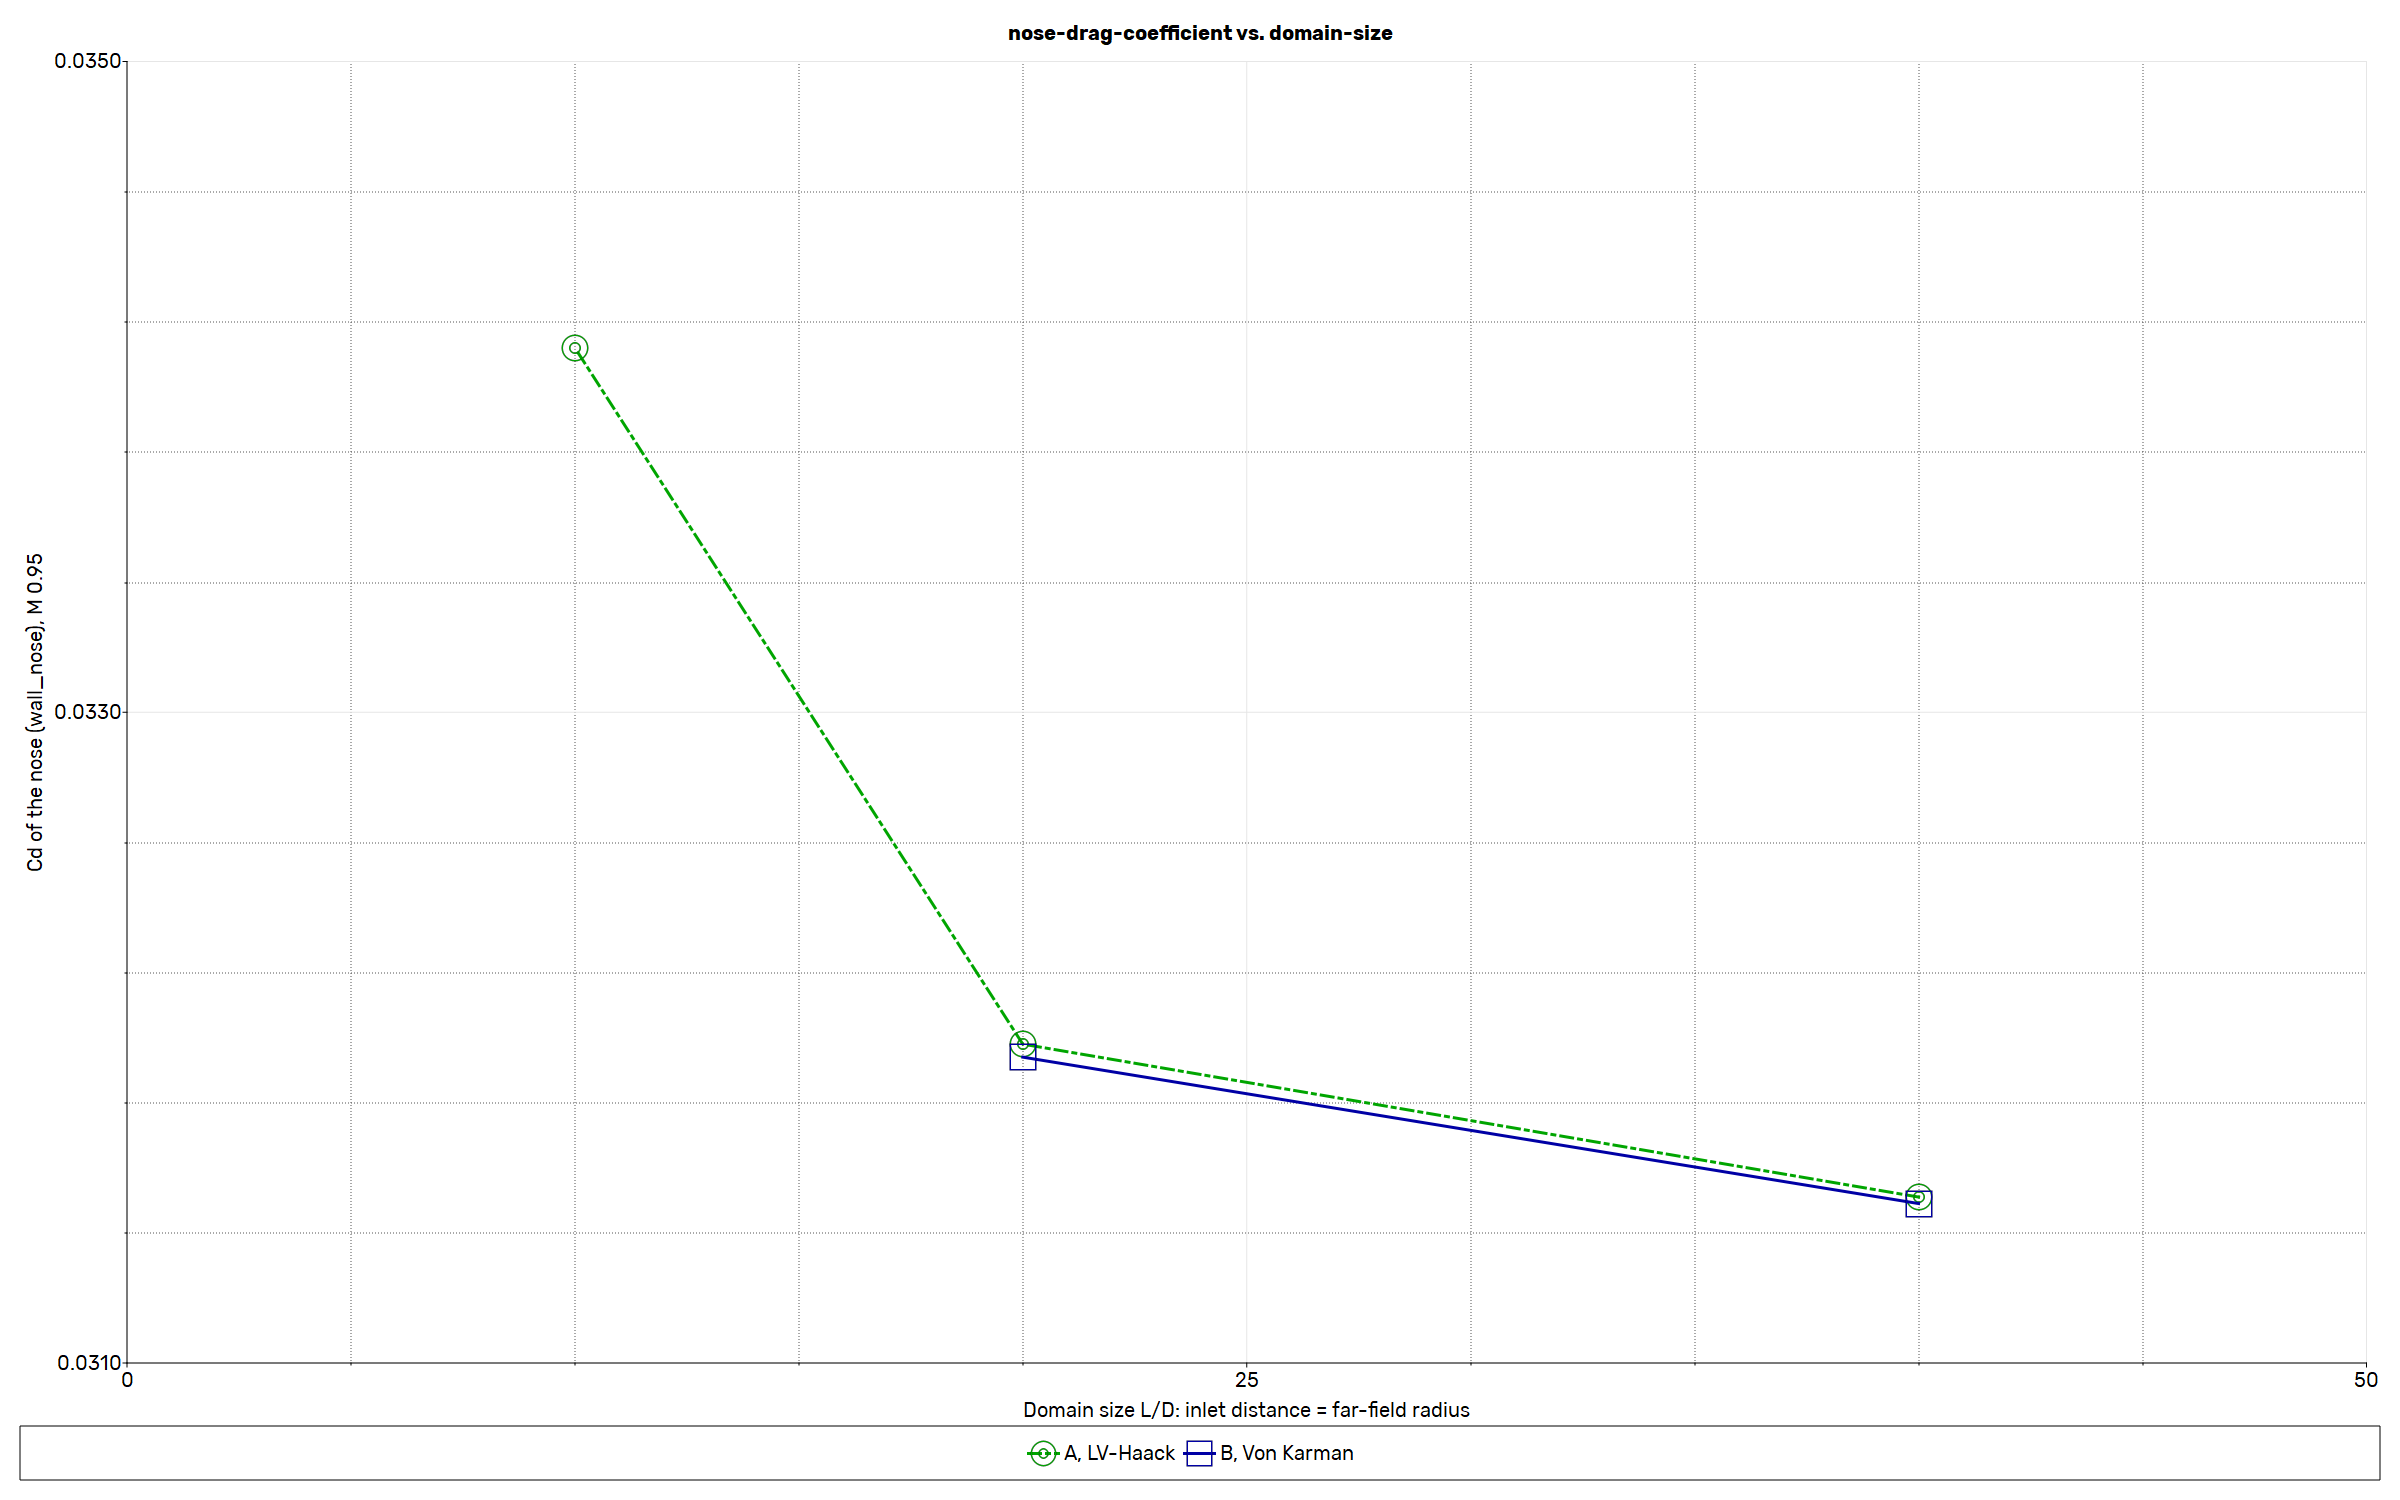 nose-drag-coefficient vs. domain-size
0.0350
0.0330
0.0310
Cd of the nose (wall_nose), M 0.95
0
25
50
Domain size L/D: inlet distance = far-field radius
A, LV-Haack
B, Von Karman